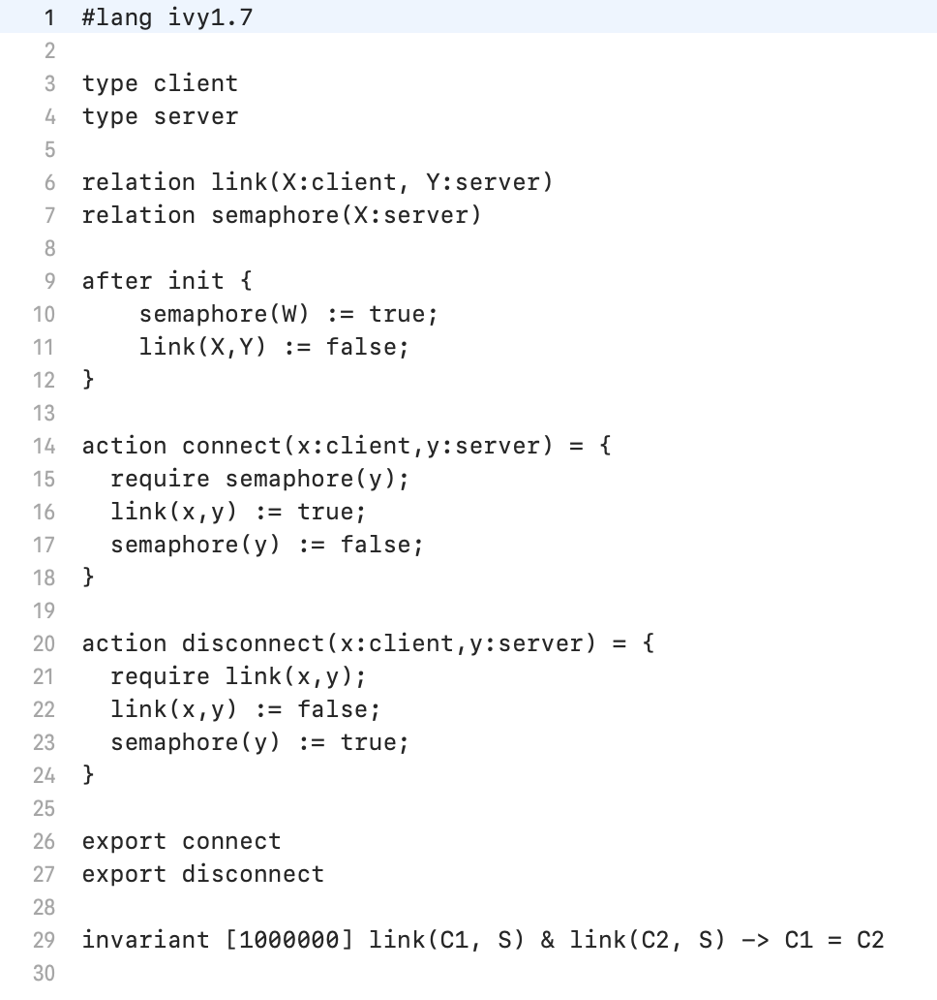 1 #lang ivy1.7
2
3 type client
4 type server
5
6 relation link(X:client, Y:server)
7 relation semaphore(X:server)
8
9 after init {
10     semaphore(W) := true;
11     link(X,Y) := false;
12 }
13
14 action connect(x:client,y:server) = {
15   require semaphore(y);
16   link(x,y) := true;
17   semaphore(y) := false;
18 }
19
20 action disconnect(x:client,y:server) = {
21   require link(x,y);
22   link(x,y) := false;
23   semaphore(y) := true;
24 }
25
26 export connect
27 export disconnect
28
29 invariant [1000000] link(C1, S) & link(C2, S) -> C1 = C2
30